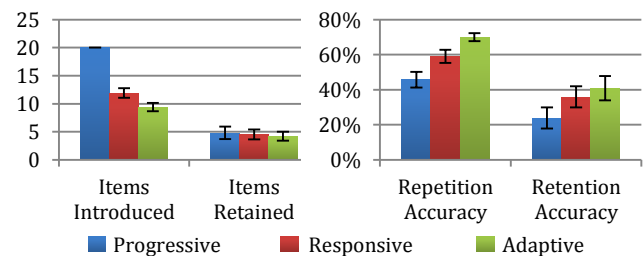 25
20
15
10
5
0
Items Introduced
Items Retained
80%
60%
40%
20%
0%
Repetition Accuracy
Retention Accuracy
Progressive
Responsive
Adaptive